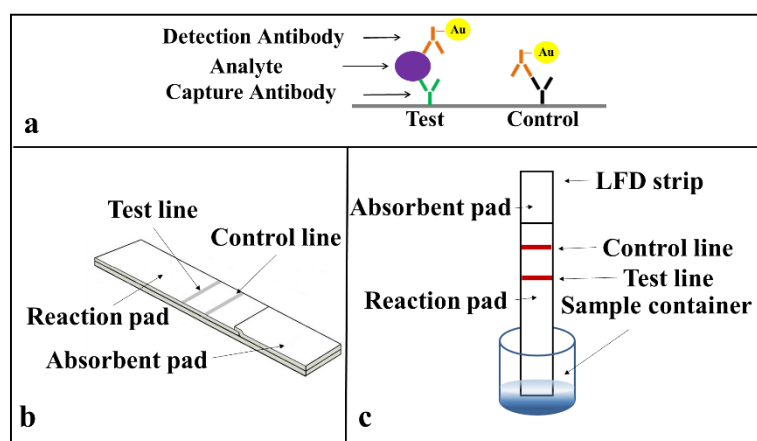 Detection Antibody
Au
Analyte
Au
Capture Antibody
a
Test
Control
Test line
Control line
Reaction pad
Absorbent pad
b
LFD strip
Absorbent pad
Control line
Test line
Reaction pad
Sample container
c